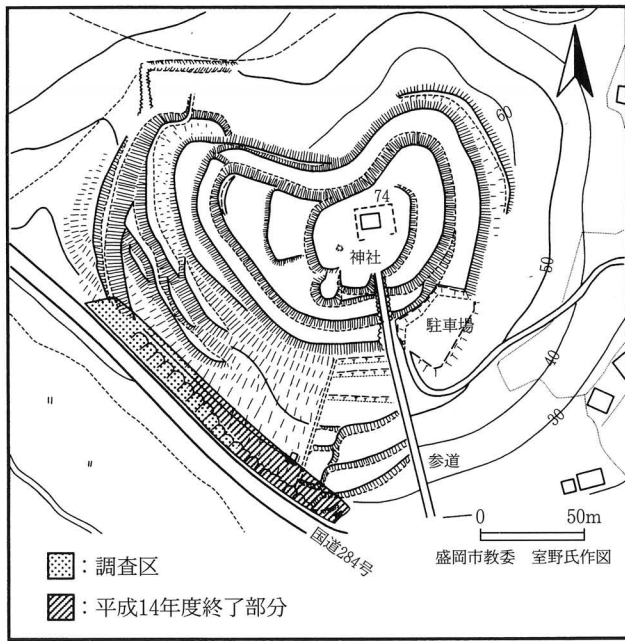 60
74
神社
50
駐車場
40
30
参道
0 50m
国道284号
盛岡市教委 室野氏作図
:調査区
:平成14年度終了部分